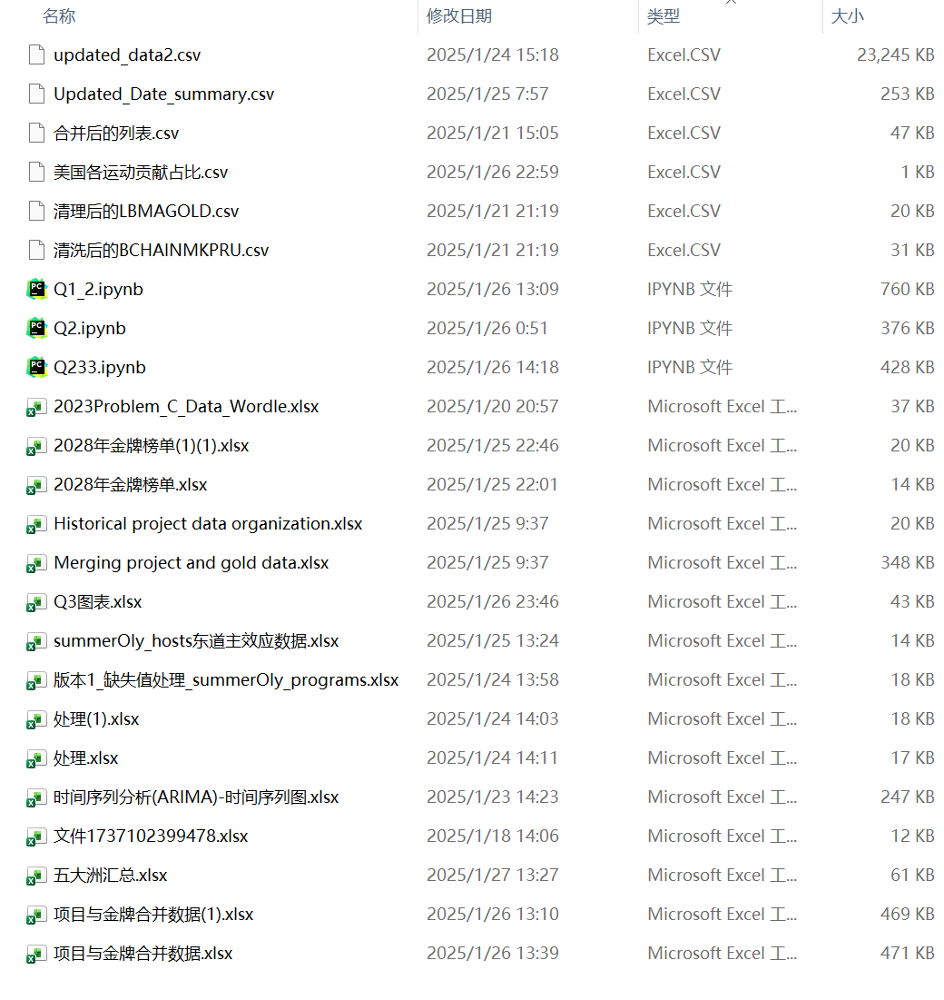 名称 修改日期 类型 大小
updated_data2.csv 2025/1/24 15:18 Excel.CSV 23,245 KB
Updated_Date_summary.csv 2025/1/25 7:57 Excel.CSV 253 KB
合并后的列表.csv 2025/1/21 15:05 Excel.CSV 47 KB
美国各运动贡献占比.csv 2025/1/26 22:59 Excel.CSV 1 KB
清理后的LBMAGOLD.csv 2025/1/21 21:19 Excel.CSV 20 KB
清洗后的BCHAINMKPRU.csv 2025/1/21 21:19 Excel.CSV 31 KB
Q1_2.ipynb 2025/1/26 13:09 IPYNB 文件 760 KB
Q2.ipynb 2025/1/26 0:51 IPYNB 文件 376 KB
Q233.ipynb 2025/1/26 14:18 IPYNB 文件 428 KB
2023Problem_C_Data_Wordle.xlsx 2025/1/20 20:57 Microsoft Excel 工... 37 KB
2028年金牌榜单(1)(1).xlsx 2025/1/25 22:46 Microsoft Excel 工... 20 KB
2028年金牌榜单.xlsx 2025/1/25 22:01 Microsoft Excel 工... 14 KB
Historical project data organization.xlsx 2025/1/25 9:37 Microsoft Excel 工... 20 KB
Merging project and gold data.xlsx 2025/1/25 9:37 Microsoft Excel 工... 348 KB
Q3图表.xlsx 2025/1/26 23:46 Microsoft Excel 工... 43 KB
summerOly_hosts东道主效应数据.xlsx 2025/1/25 13:24 Microsoft Excel 工... 14 KB
版本1_缺失值处理_summerOly_programs.xlsx 2025/1/24 13:58 Microsoft Excel 工... 18 KB
处理(1).xlsx 2025/1/24 14:03 Microsoft Excel 工... 18 KB
处理.xlsx 2025/1/24 14:11 Microsoft Excel 工... 17 KB
时间序列分析(ARIMA)-时间序列图.xlsx 2025/1/23 14:23 Microsoft Excel 工... 247 KB
文件1737102399478.xlsx 2025/1/18 14:06 Microsoft Excel 工... 12 KB
五大洲汇总.xlsx 2025/1/27 13:27 Microsoft Excel 工... 61 KB
项目与金牌合并数据(1).xlsx 2025/1/26 13:10 Microsoft Excel 工... 469 KB
项目与金牌合并数据.xlsx 2025/1/26 13:39 Microsoft Excel 工... 471 KB